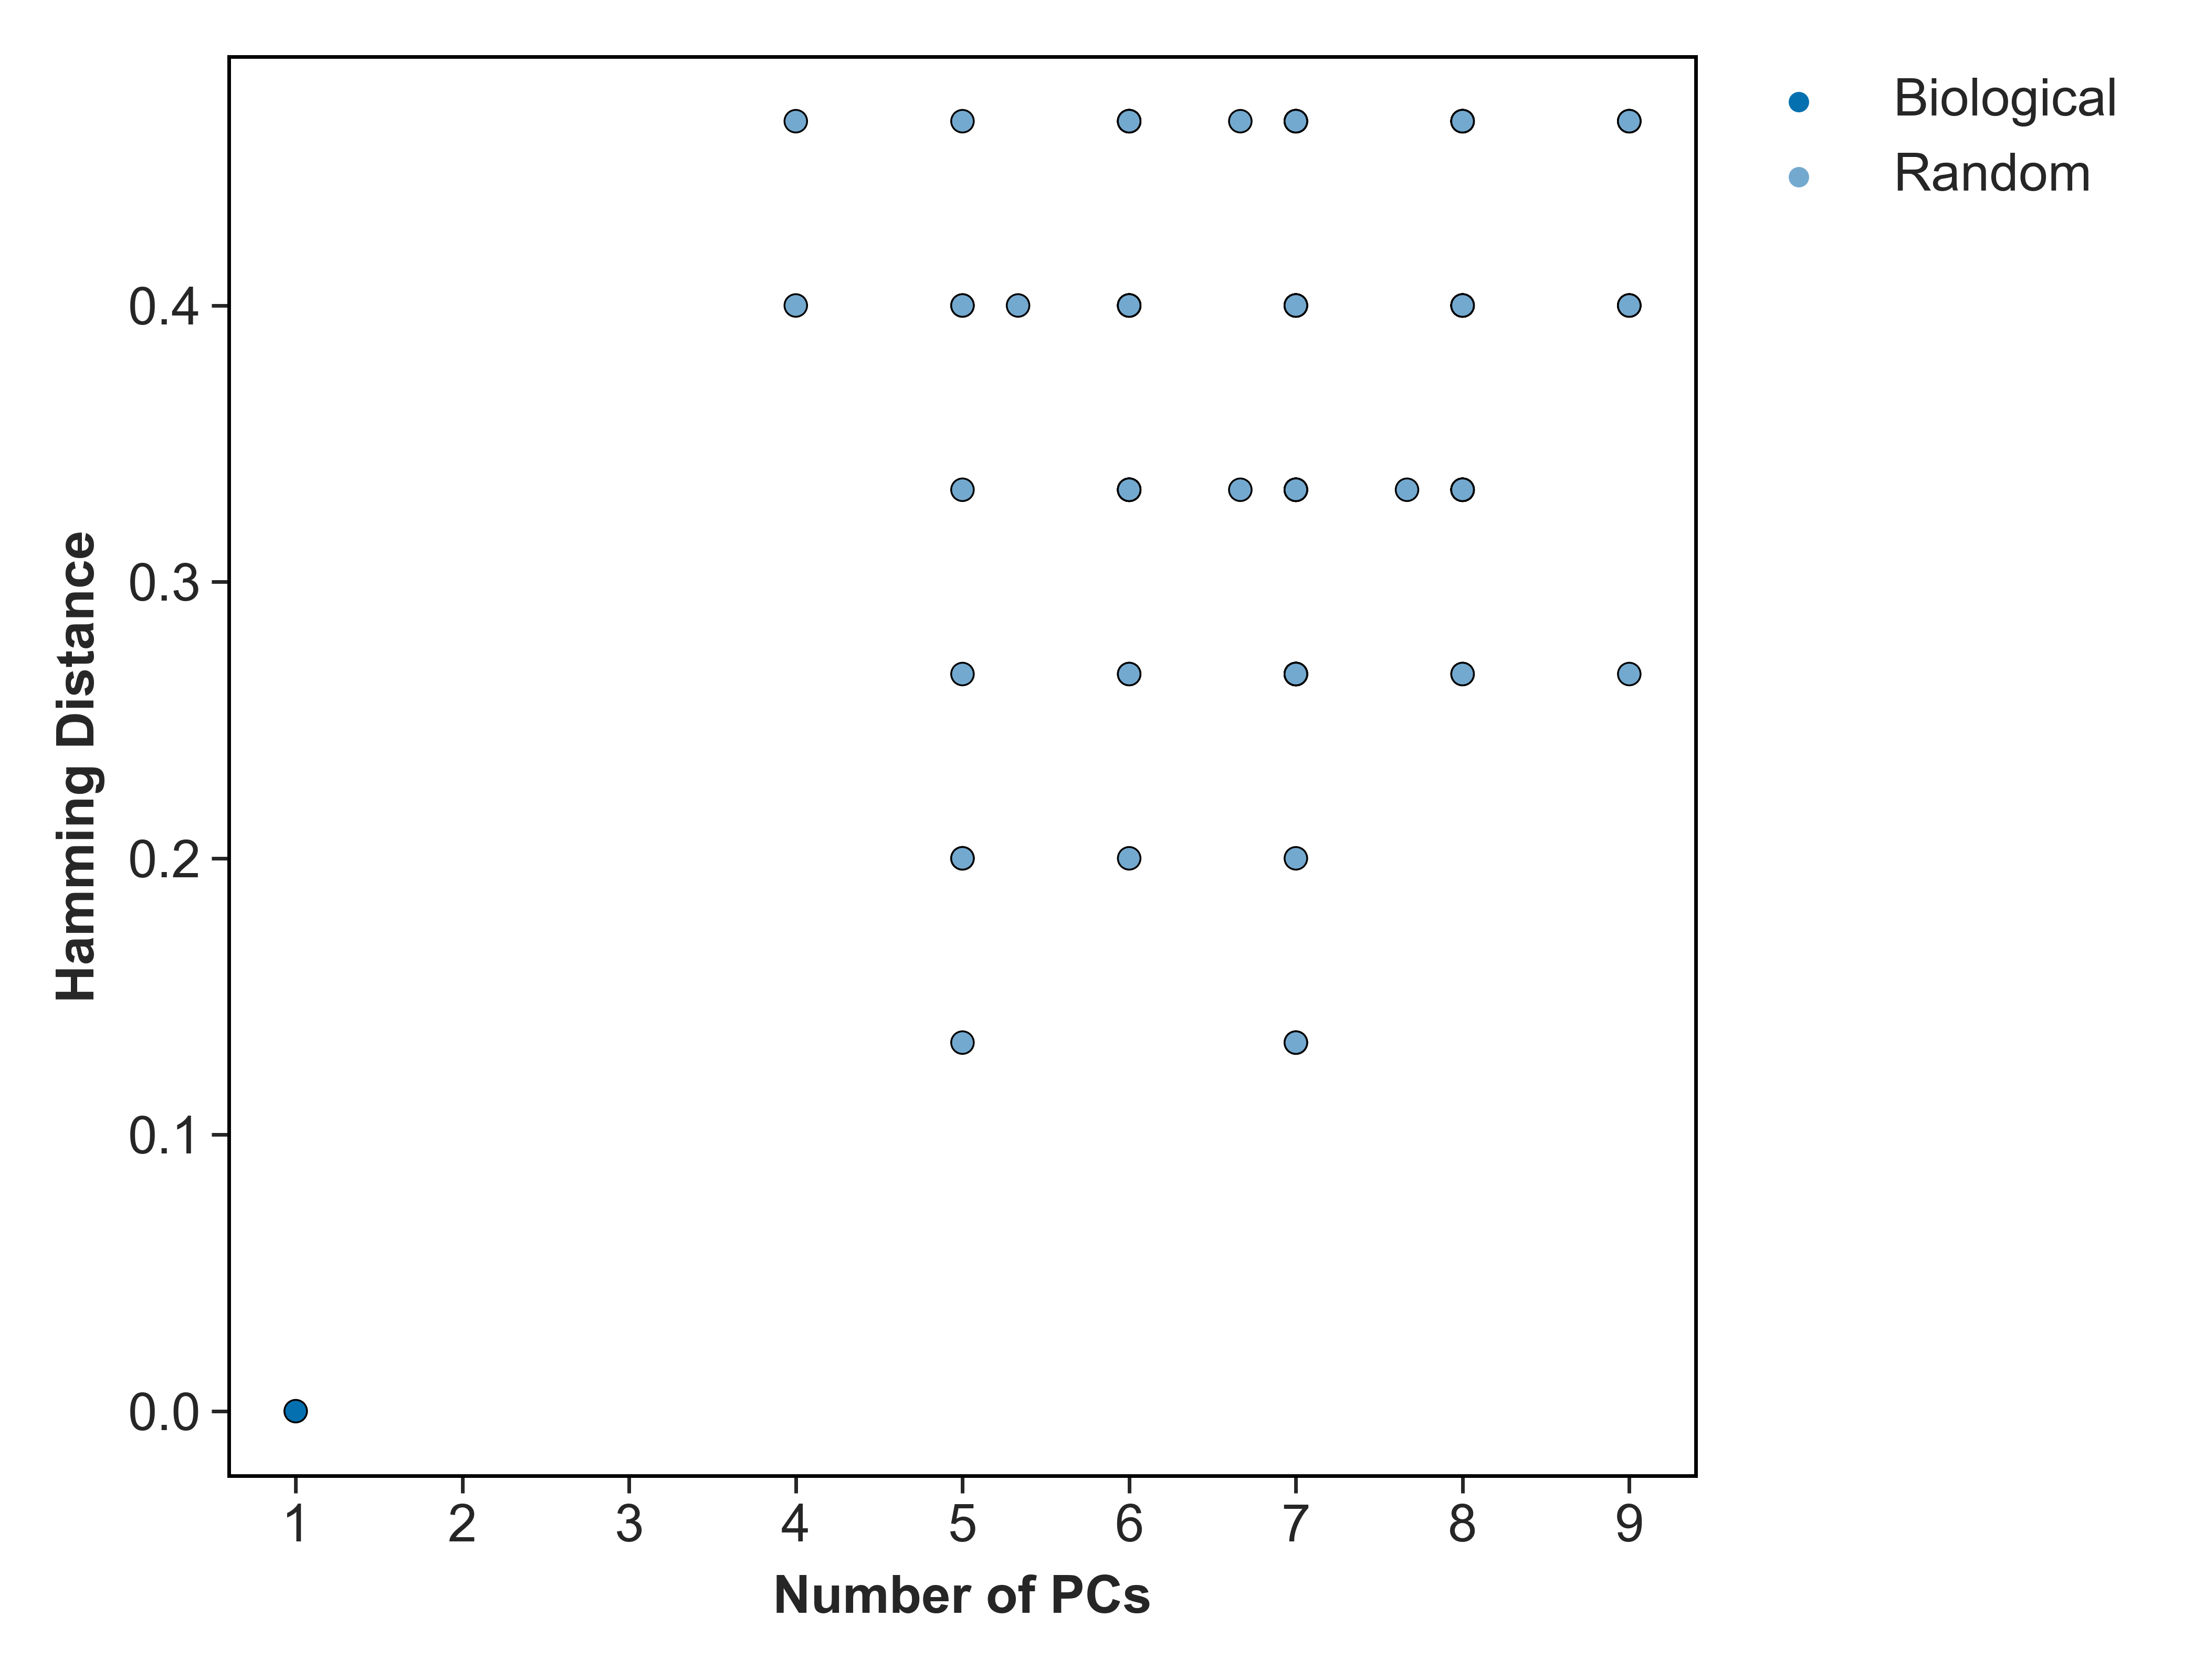 Biological
Random
0.4
0.3
0.2
0.1
0.0
Hamming Distance
1 2 3 4 5 6 7 8 9
Number of PCs